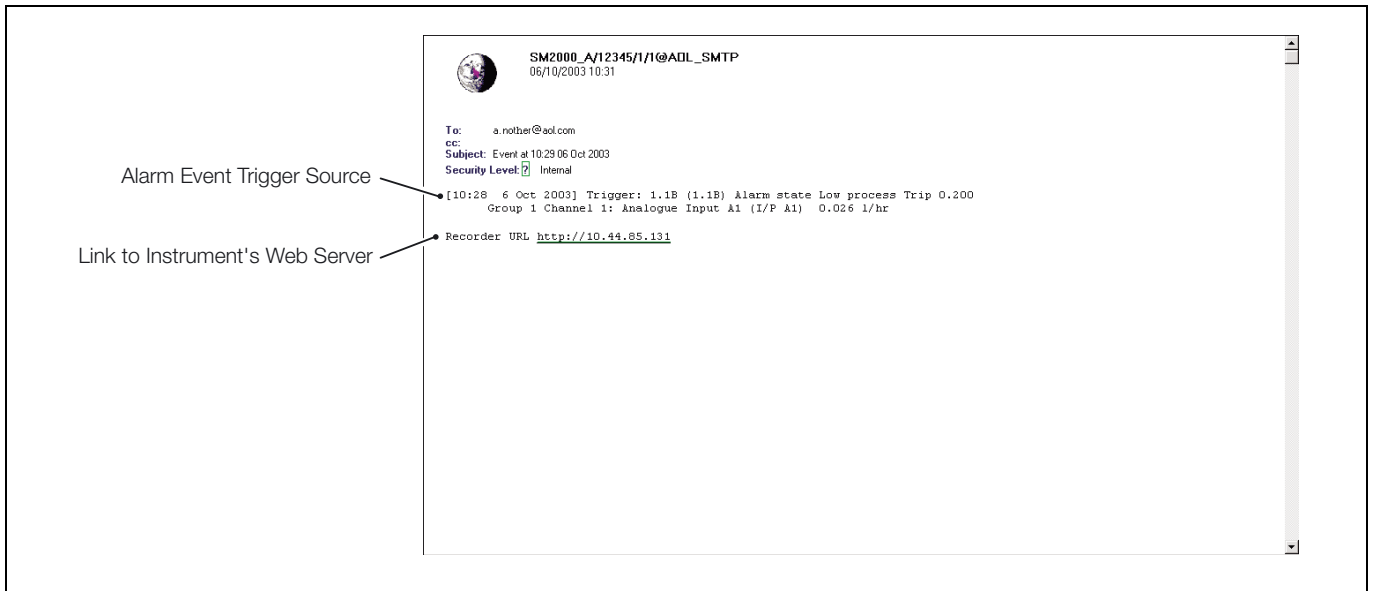 SM2000_A/12345/1/1@AOL_SMTP
06/10/2003 10:31
To: a.nother@aol.com
cc:
Subject: Event at 10:29 06 Oct 2003
Security Level: ? Internal
Alarm Event Trigger Source
[10:28 6 Oct 2003] Trigger: 1.1B (1.1B) Alarm state Low process Trip 0.200
Group 1 Channel 1: Analogue Input A1 (I/P A1) 0.026 l/hr
Link to Instrument's Web Server
Recorder URL http://10.44.85.131